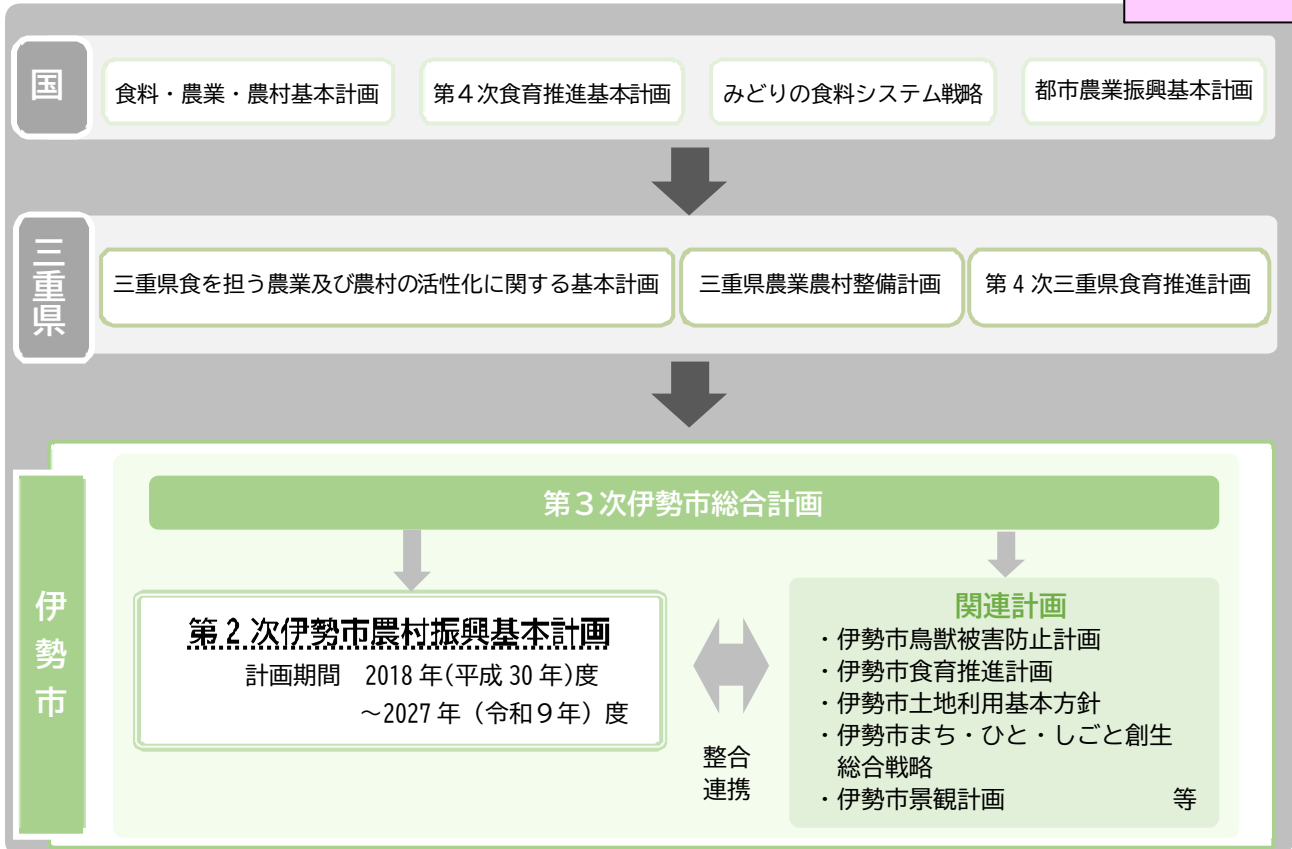 国
食料・農業・農村基本計画
第4次食育推進基本計画
みどりの食料システム戦略
都市農業振興基本計画
三重県
三重県食を担う農業及び農村の活性化に関する基本計画
三重県農業農村整備計画
第4次三重県食育推進計画
伊勢市
第3次伊勢市総合計画
第2次伊勢市農村振興基本計画
計画期間 2018年(平成30年)度
～2027年（令和9年）度
整合
連携
関連計画
・伊勢市鳥獣被害防止計画
・伊勢市食育推進計画
・伊勢市土地利用基本方針
・伊勢市まち・ひと・しごと創生
総合戦略
・伊勢市景観計画 等